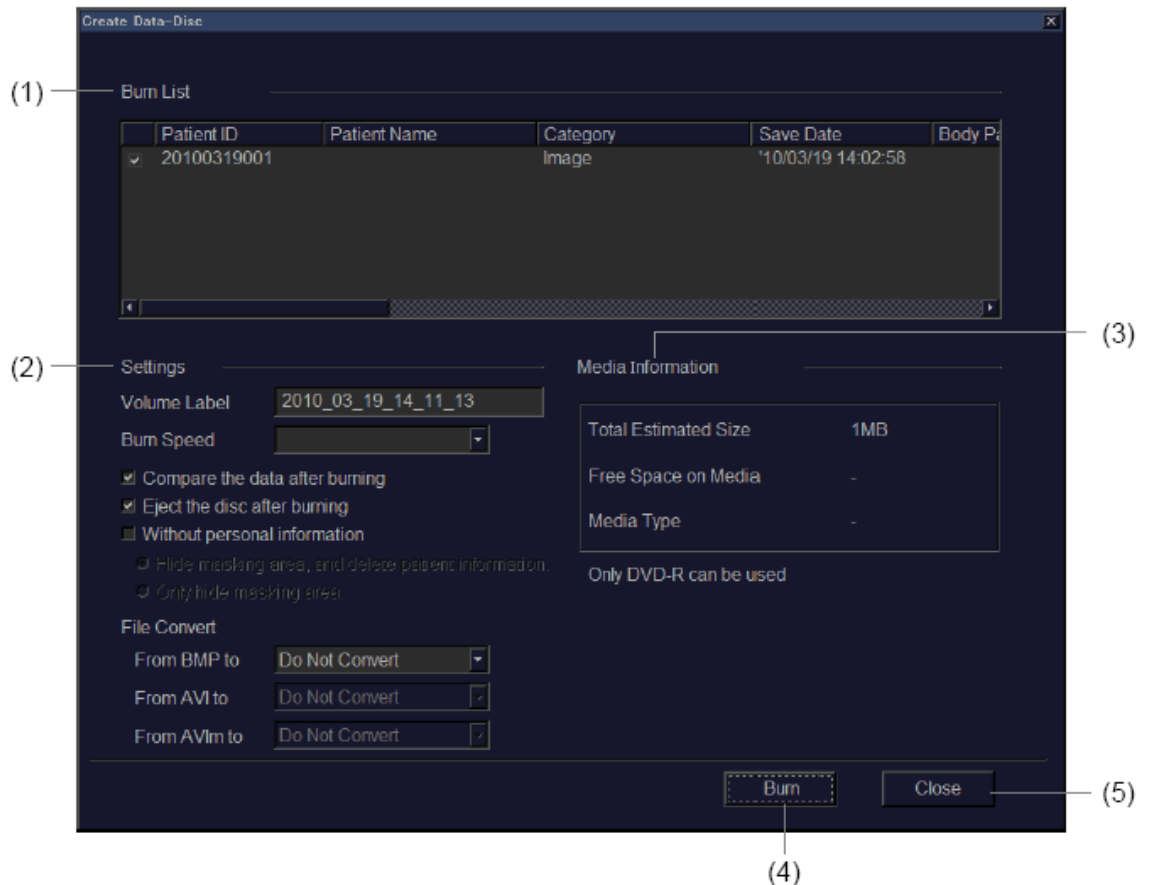 Create Data-Disc
(1)
Burn List
Patient ID Patient Name Category Save Date Body Pa
20100319001 Image '10/03/19 14:02:58
(3)
(2)
Settings
Media Information
Volume Label 2010_03_19_14_11_13
Burn Speed
Total Estimated Size 1MB
Free Space on Media -
Media Type -
Compare the data after burning
Eject the disc after burning
Without personal information
Hide masking area, and delete patient information.
Only hide masking area
Only DVD-R can be used
File Convert
From BMP to Do Not Convert
From AVI to Do Not Convert
From AVIm to Do Not Convert
Burn Close
(5)
(4)